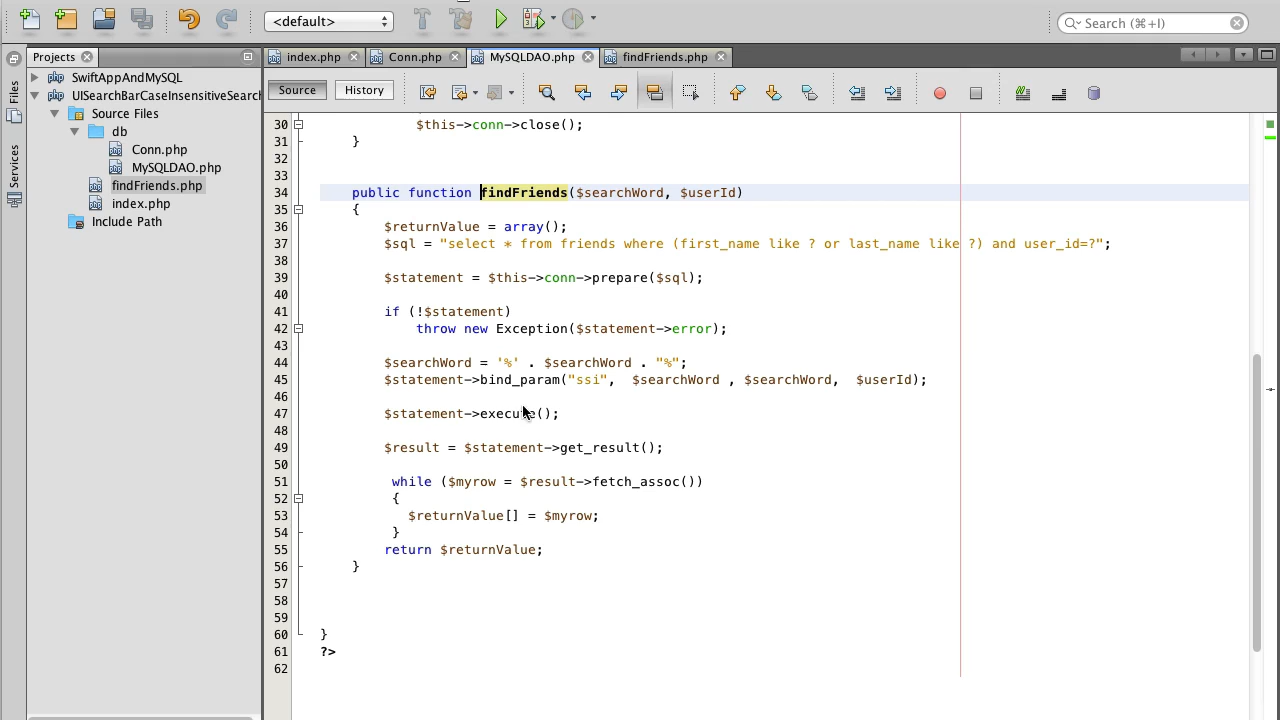 <default>
Search (⌘+I)
Projects
index.php
Conn.php
MySQLDAO.php
findFriends.php
Files
Services
SwiftAppAndMySQL
UISearchBarCaseInsensitiveSearch
Source Files
db
Conn.php
MySQLDAO.php
findFriends.php
index.php
Include Path
Source
History
30 $this->conn->close();
31 }
32
33
34 public function findFriends($searchWord, $userId)
35 {
36 $returnValue = array();
37 $sql = "select * from friends where (first_name like ? or last_name like ?) and user_id=?";
38
39 $statement = $this->conn->prepare($sql);
40
41 if (!$statement)
42 throw new Exception($statement->error);
43
44 $searchWord = '%' . $searchWord . "%";
45 $statement->bind_param("ssi", $searchWord , $searchWord, $userId);
46
47 $statement->execute();
48
49 $result = $statement->get_result();
50
51 while ($myrow = $result->fetch_assoc())
52 {
53 $returnValue[] = $myrow;
54 }
55 return $returnValue;
56 }
57
58
59
60 }
61 ?>
62